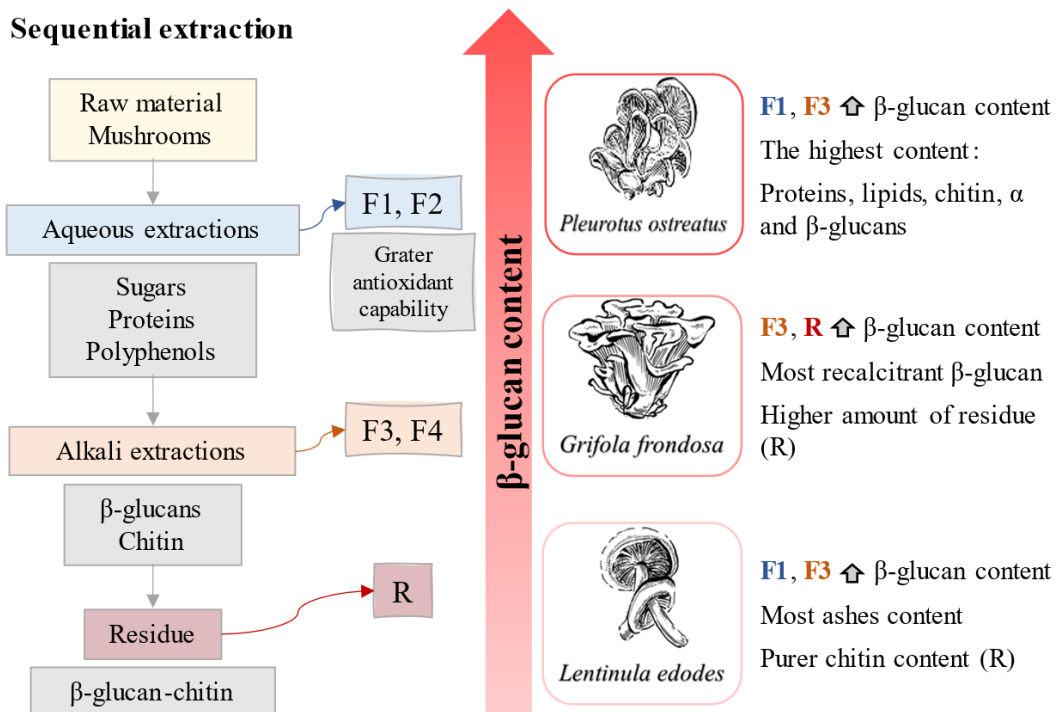 Sequential extraction
Raw material
Mushrooms
Aqueous extractions
F1, F2
Grater
antioxidant
capability
Sugars
Proteins
Polyphenols
Alkali extractions
F3, F4
β-glucans
Chitin
Residue
R
β-glucan-chitin
β-glucan content
Pleurotus ostreatus
F1, F3 ⇧ β-glucan content
The highest content:
Proteins, lipids, chitin, α
and β-glucans
Grifola frondosa
F3, R ⇧ β-glucan content
Most recalcitrant β-glucan
Higher amount of residue
(R)
Lentinula edodes
F1, F3 ⇧ β-glucan content
Most ashes content
Purer chitin content (R)